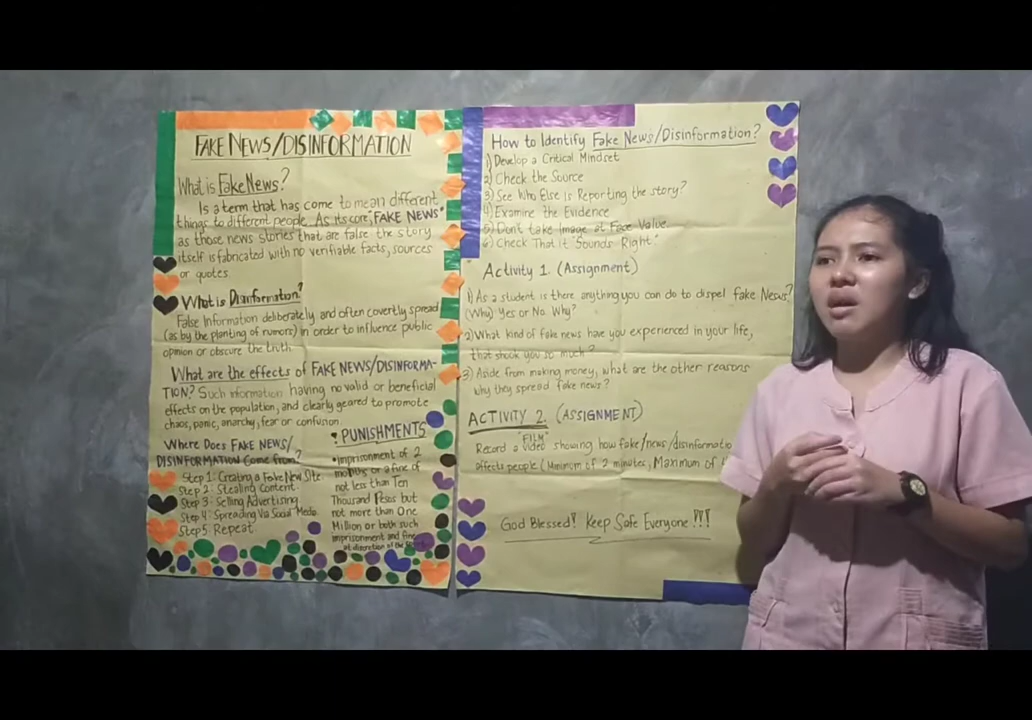 FAKE NEWS/DISINFORMATION
What is Fake News?
Is a term that has come to mean different
things to different people. As its core, "FAKE NEWS"
as those news stories that are false the story
itself is fabricated with no verifiable facts, sources
or quotes.
What is Disinformation?
False Information deliberately and often covertly spread
(as by the planting of rumors) in order to influence public
opinion or obscure the truth.
What are the effects of FAKE NEWS/DISINFORMA-
TION? Such information having no valid or beneficial
effects on the population, and clearly geared to promote
chaos, panic, anarchy, fear or confusion.
Where Does FAKE NEWS/
DISINFORMATION Come from?
Step 1: Creating a Fake New Site
Step 2: Stealing Content
Step 3: Selling Advertising
Step 4: Spreading Via Social Media
Step 5 Repeat
PUNISHMENTS
•Imprisonment of 2
months or a fine of
not less than Ten
Thousand Pesos but
not more than One
Million or both such
imprisonment and fine
at discretion of the
How to Identify Fake News/Disinformation?
1) Develop a Critical Mindset
2) Check the Source
3) See Who Else is Reporting the story?
4) Examine the Evidence
5) Don't take Image at Face Value.
6) Check That it "Sounds Right".
Activity 1. (Assignment)
1) As a student is there anything you can do to dispel fake News?
(Why) Yes or No. Why?
2) What kind of fake news have you experienced in your life,
that shook you so much?
3) Aside from making money, what are the other reasons
why they spread fake news?
ACTIVITY 2. (ASSIGNMENT)
"FILM"
Record a video showing how fake/news/disinformatio
affects people (Minimum of 2 minutes, Maximum of
God Blessed! Keep Safe Everyone!!!